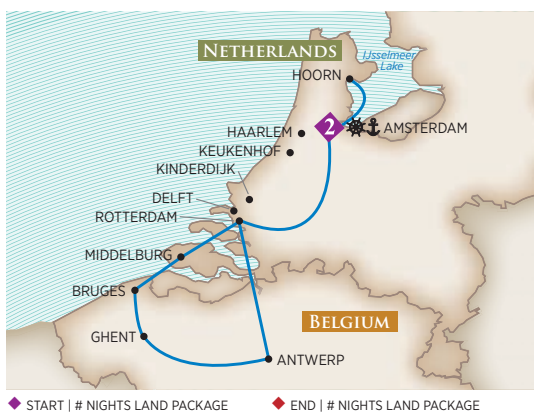 NETHERLANDS
IJsselmeer
Lake
HOORN
2
AMSTERDAM
HAARLEM
KEUKENHOF
KINDERDIJK
DELFT
ROTTERDAM
MIDDELBURG
BRUGES
BELGIUM
GHENT
ANTWERP
START | # NIGHTS LAND PACKAGE
END | # NIGHTS LAND PACKAGE